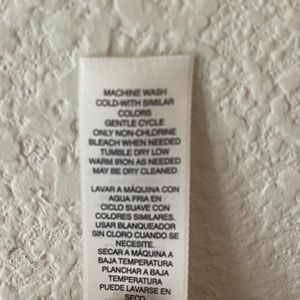 MACHINE WASH
COLD-WITH SIMILAR
COLORS
GENTLE CYCLE
ONLY NON-CHLORINE
BLEACH WHEN NEEDED
TUMBLE DRY LOW
WARM IRON AS NEEDED
MAY BE DRY CLEANED
LAVAR A MÁQUINA CON
AGUA FRIA EN
CICLO SUAVE CON
COLORES SIMILARES.
USAR BLANQUEADOR
SIN CLORO CUANDO SE
NECESITE.
SECAR A MÁQUINA A
BAJA TEMPERATURA
PLANCHAR A BAJA
TEMPERATURA
PUEDE LAVARSE EN
SECO